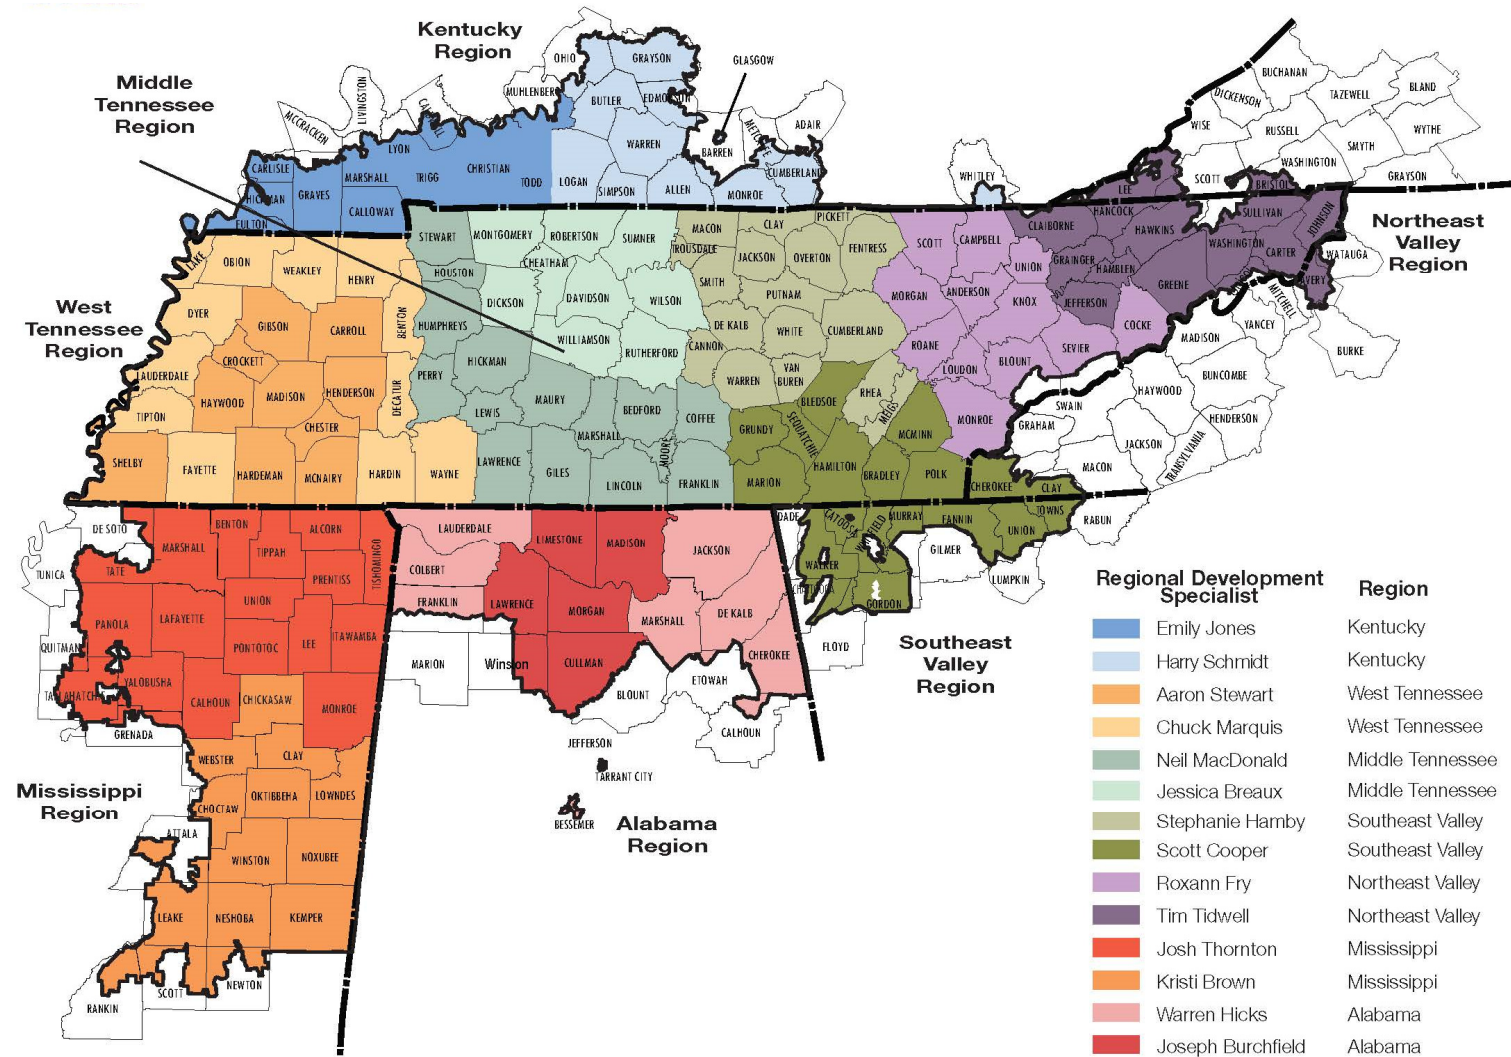 Kentucky
Region
Middle
Tennessee
Region
West
Tennessee
Region
Northeast
Valley
Region
Southeast
Valley
Region
Mississippi
Region
Alabama
Region
OHIO
GRAYSON
GLASGOW
MUHLENBERG
BUTLER
EDMONSON
LIVINGSTON
MCCRACKEN
LYON
WARREN
BARREN
METCALFE
ADAIR
CARLISLE
MARSHALL
TRIGG
CHRISTIAN
TODD
LOGAN
SIMPSON
ALLEN
MONROE
CUMBERLAND
HICKMAN
GRAVES
CALLOWAY
FULTON
WHITLEY
BUCHANAN
DICKENSON
TAZEWELL
BLAND
WISE
RUSSELL
WYTHE
SMYTH
WASHINGTON
LEE
SCOTT
BRISTOL
GRAYSON
LAKE
OBION
WEAKLEY
HENRY
STEWART
MONTGOMERY
ROBERTSON
SUMNER
MACON
CLAY
PICKETT
TROUSDALE
JACKSON
OVERTON
FENTRESS
SCOTT
CAMPBELL
CLAIBORNE
HANCOCK
HAWKINS
SULLIVAN
JOHNSON
HOUSTON
CHEATHAM
UNION
GRAINGER
HAMBLEN
WASHINGTON
CARTER
WATAUGA
DYER
GIBSON
CARROLL
BENTON
HUMPHREYS
DICKSON
DAVIDSON
WILSON
SMITH
PUTNAM
MORGAN
ANDERSON
KNOX
JEFFERSON
GREENE
AVERY
MITCHELL
YANCEY
MADISON
BURKE
CROCKETT
WILLIAMSON
RUTHERFORD
DE KALB
CANNON
WHITE
CUMBERLAND
ROANE
COCKE
LAUDERDALE
HAYWOOD
MADISON
HENDERSON
DECATUR
PERRY
HICKMAN
WARREN
VAN
BUREN
BLEDSOE
RHEA
MEIGS
LOUDON
BLOUNT
SEVIER
SWAIN
HAYWOOD
BUNCOMBE
TIPTON
CHESTER
LEWIS
MAURY
BEDFORD
COFFEE
MARSHALL
MOORE
GRUNDY
SEQUATCHIE
MCMINN
MONROE
GRAHAM
JACKSON
HENDERSON
TRANSYLVANIA
MACON
SHELBY
FAYETTE
HARDEMAN
MCNAIRY
HARDIN
WAYNE
LAWRENCE
GILES
LINCOLN
FRANKLIN
MARION
HAMILTON
BRADLEY
POLK
CHEROKEE
CLAY
DE SOTO
MARSHALL
BENTON
TIPPAH
ALCORN
TISHOMINGO
LAUDERDALE
LIMESTONE
MADISON
JACKSON
DADE
CATOOSA
WHITFIELD
MURRAY
FANNIN
UNION
TOWNS
RABUN
TUNICA
TATE
PRENTISS
COLBERT
WALKER
CHATTOOGA
GILMER
LUMPKIN
GORDON
FLOYD
PANOLA
LAFAYETTE
UNION
PONTOTOC
LEE
ITAWAMBA
FRANKLIN
LAWRENCE
MORGAN
MARSHALL
DE KALB
CHEROKEE
QUITMAN
TALLAHATCHIE
YALOBUSHA
CALHOUN
CHICKASAW
MONROE
MARION
Winston
CULLMAN
BLOUNT
ETOWAH
CALHOUN
GRENADA
WEBSTER
CLAY
JEFFERSON
TARRANT CITY
BESSEMER
CHOCTAW
OKTIBBEHA
LOWNDES
ATTALA
WINSTON
NOXUBEE
LEAKE
NESHOBA
KEMPER
RANKIN
SCOTT
NEWTON
Regional Development
Specialist
Region
Emily Jones Kentucky
Harry Schmidt Kentucky
Aaron Stewart West Tennessee
Chuck Marquis West Tennessee
Neil MacDonald Middle Tennessee
Jessica Breaux Middle Tennessee
Stephanie Hamby Southeast Valley
Scott Cooper Southeast Valley
Roxann Fry Northeast Valley
Tim Tidwell Northeast Valley
Josh Thornton Mississippi
Kristi Brown Mississippi
Warren Hicks Alabama
Joseph Burchfield Alabama